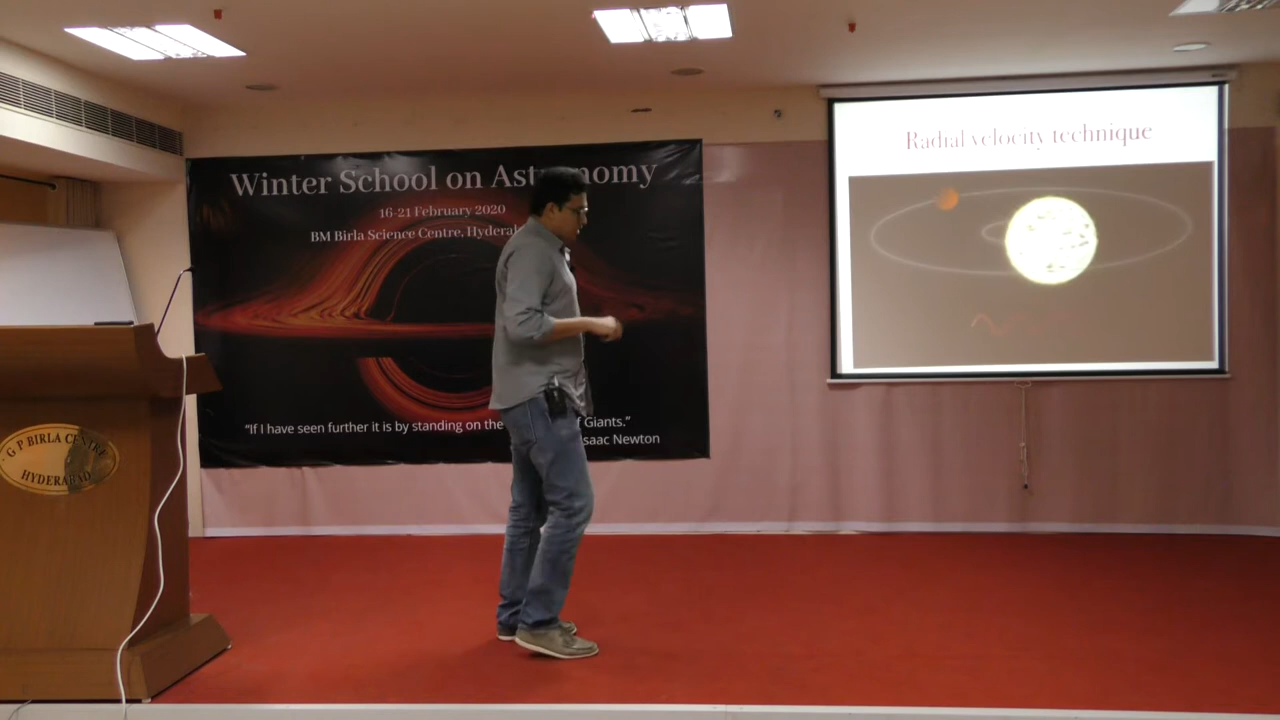 Winter School on Ast nomy
16-21 February 2020
BM Birla Science Centre, Hyderab
"If I have seen further it is by standing on the f Giants."
saac Newton
Radial velocity technique
G P BIRLA CENTRE
HYDERABAD